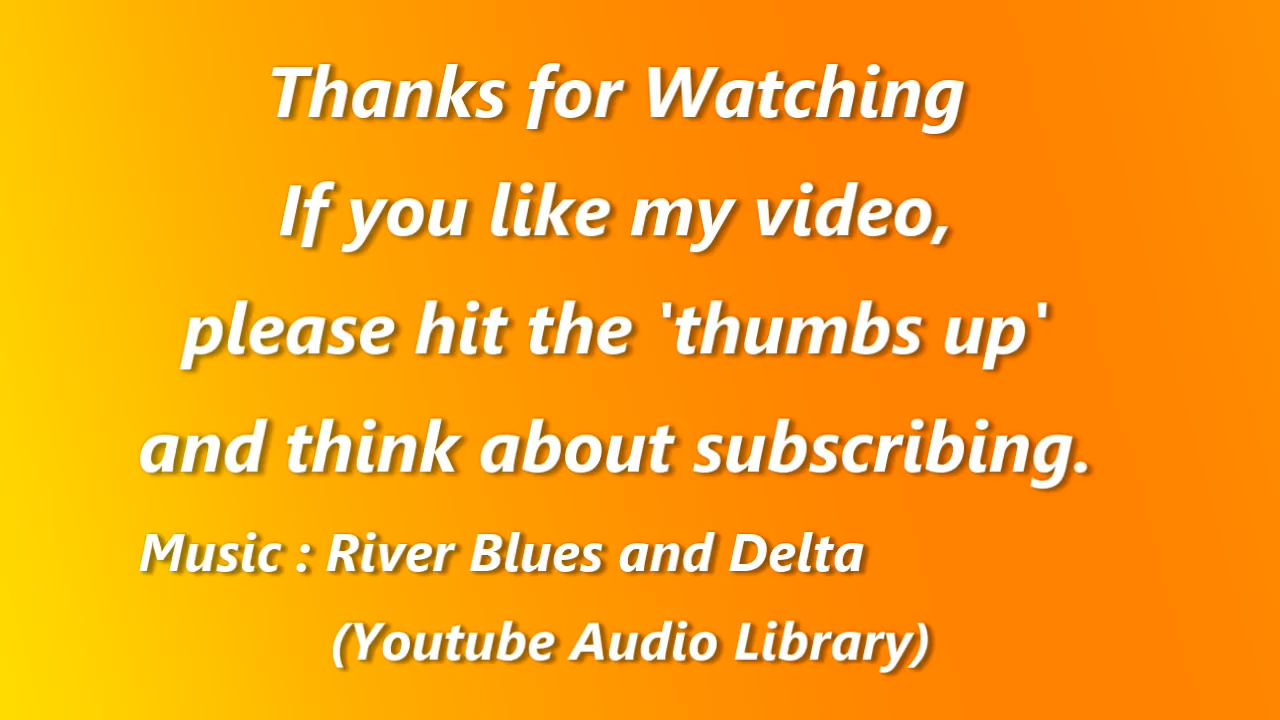 Thanks for Watching
If you like my video,
please hit the 'thumbs up'
and think about subscribing.
Music : River Blues and Delta
(Youtube Audio Library)